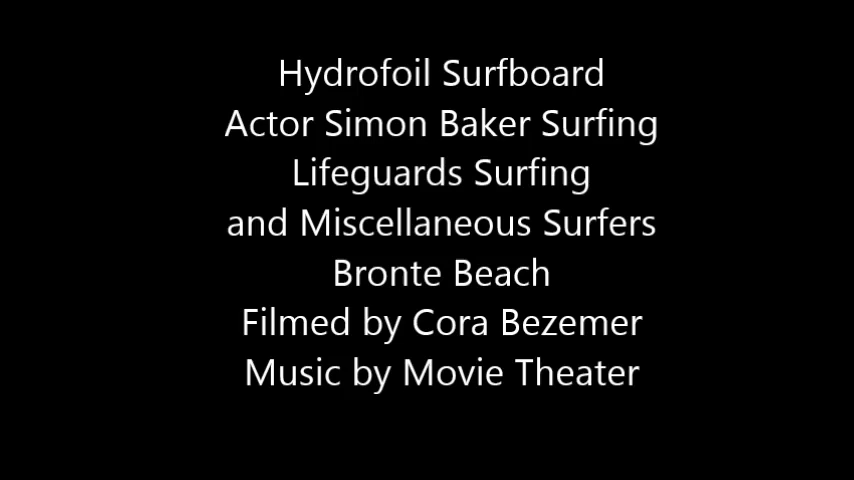 Hydrofoil Surfboard
Actor Simon Baker Surfing
Lifeguards Surfing
and Miscellaneous Surfers
Bronte Beach
Filmed by Cora Bezemer
Music by Movie Theater